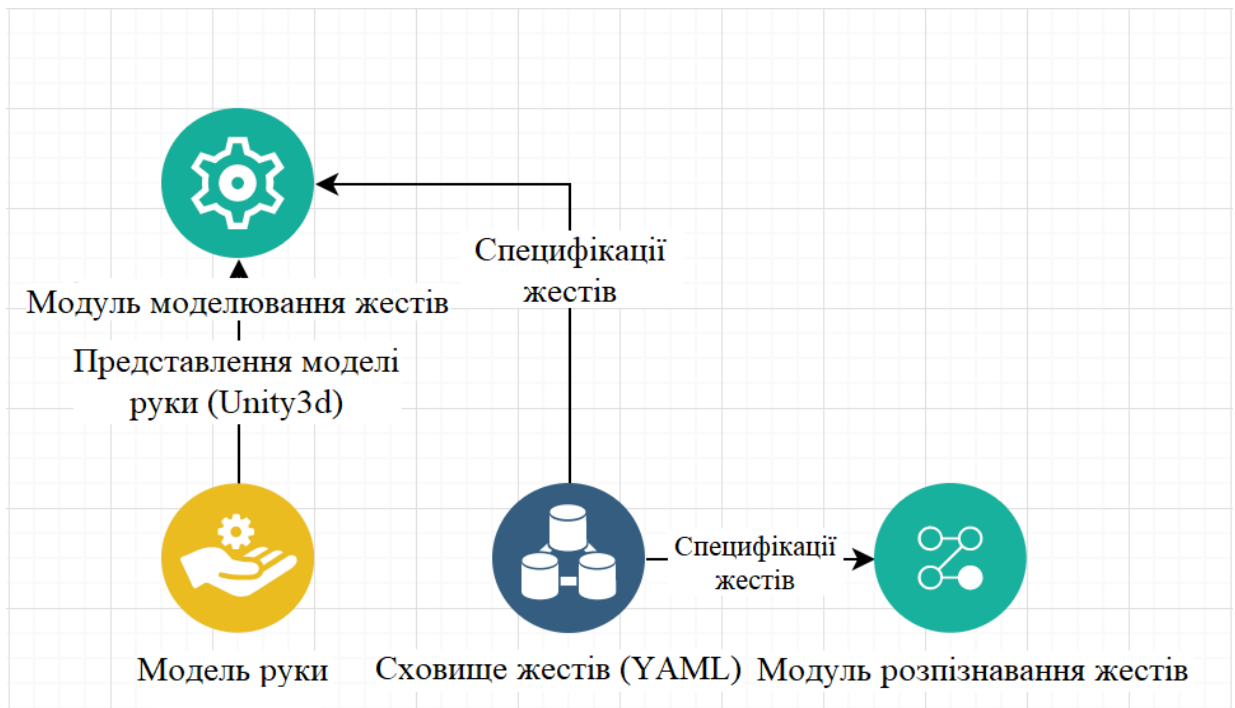 Специфікації
жестів
Модуль моделювання жестів
Представлення моделі
руки (Unity3d)
Специфікації
жестів
Модель руки
Сховище жестів (YAML)
Модуль розпізнавання жестів